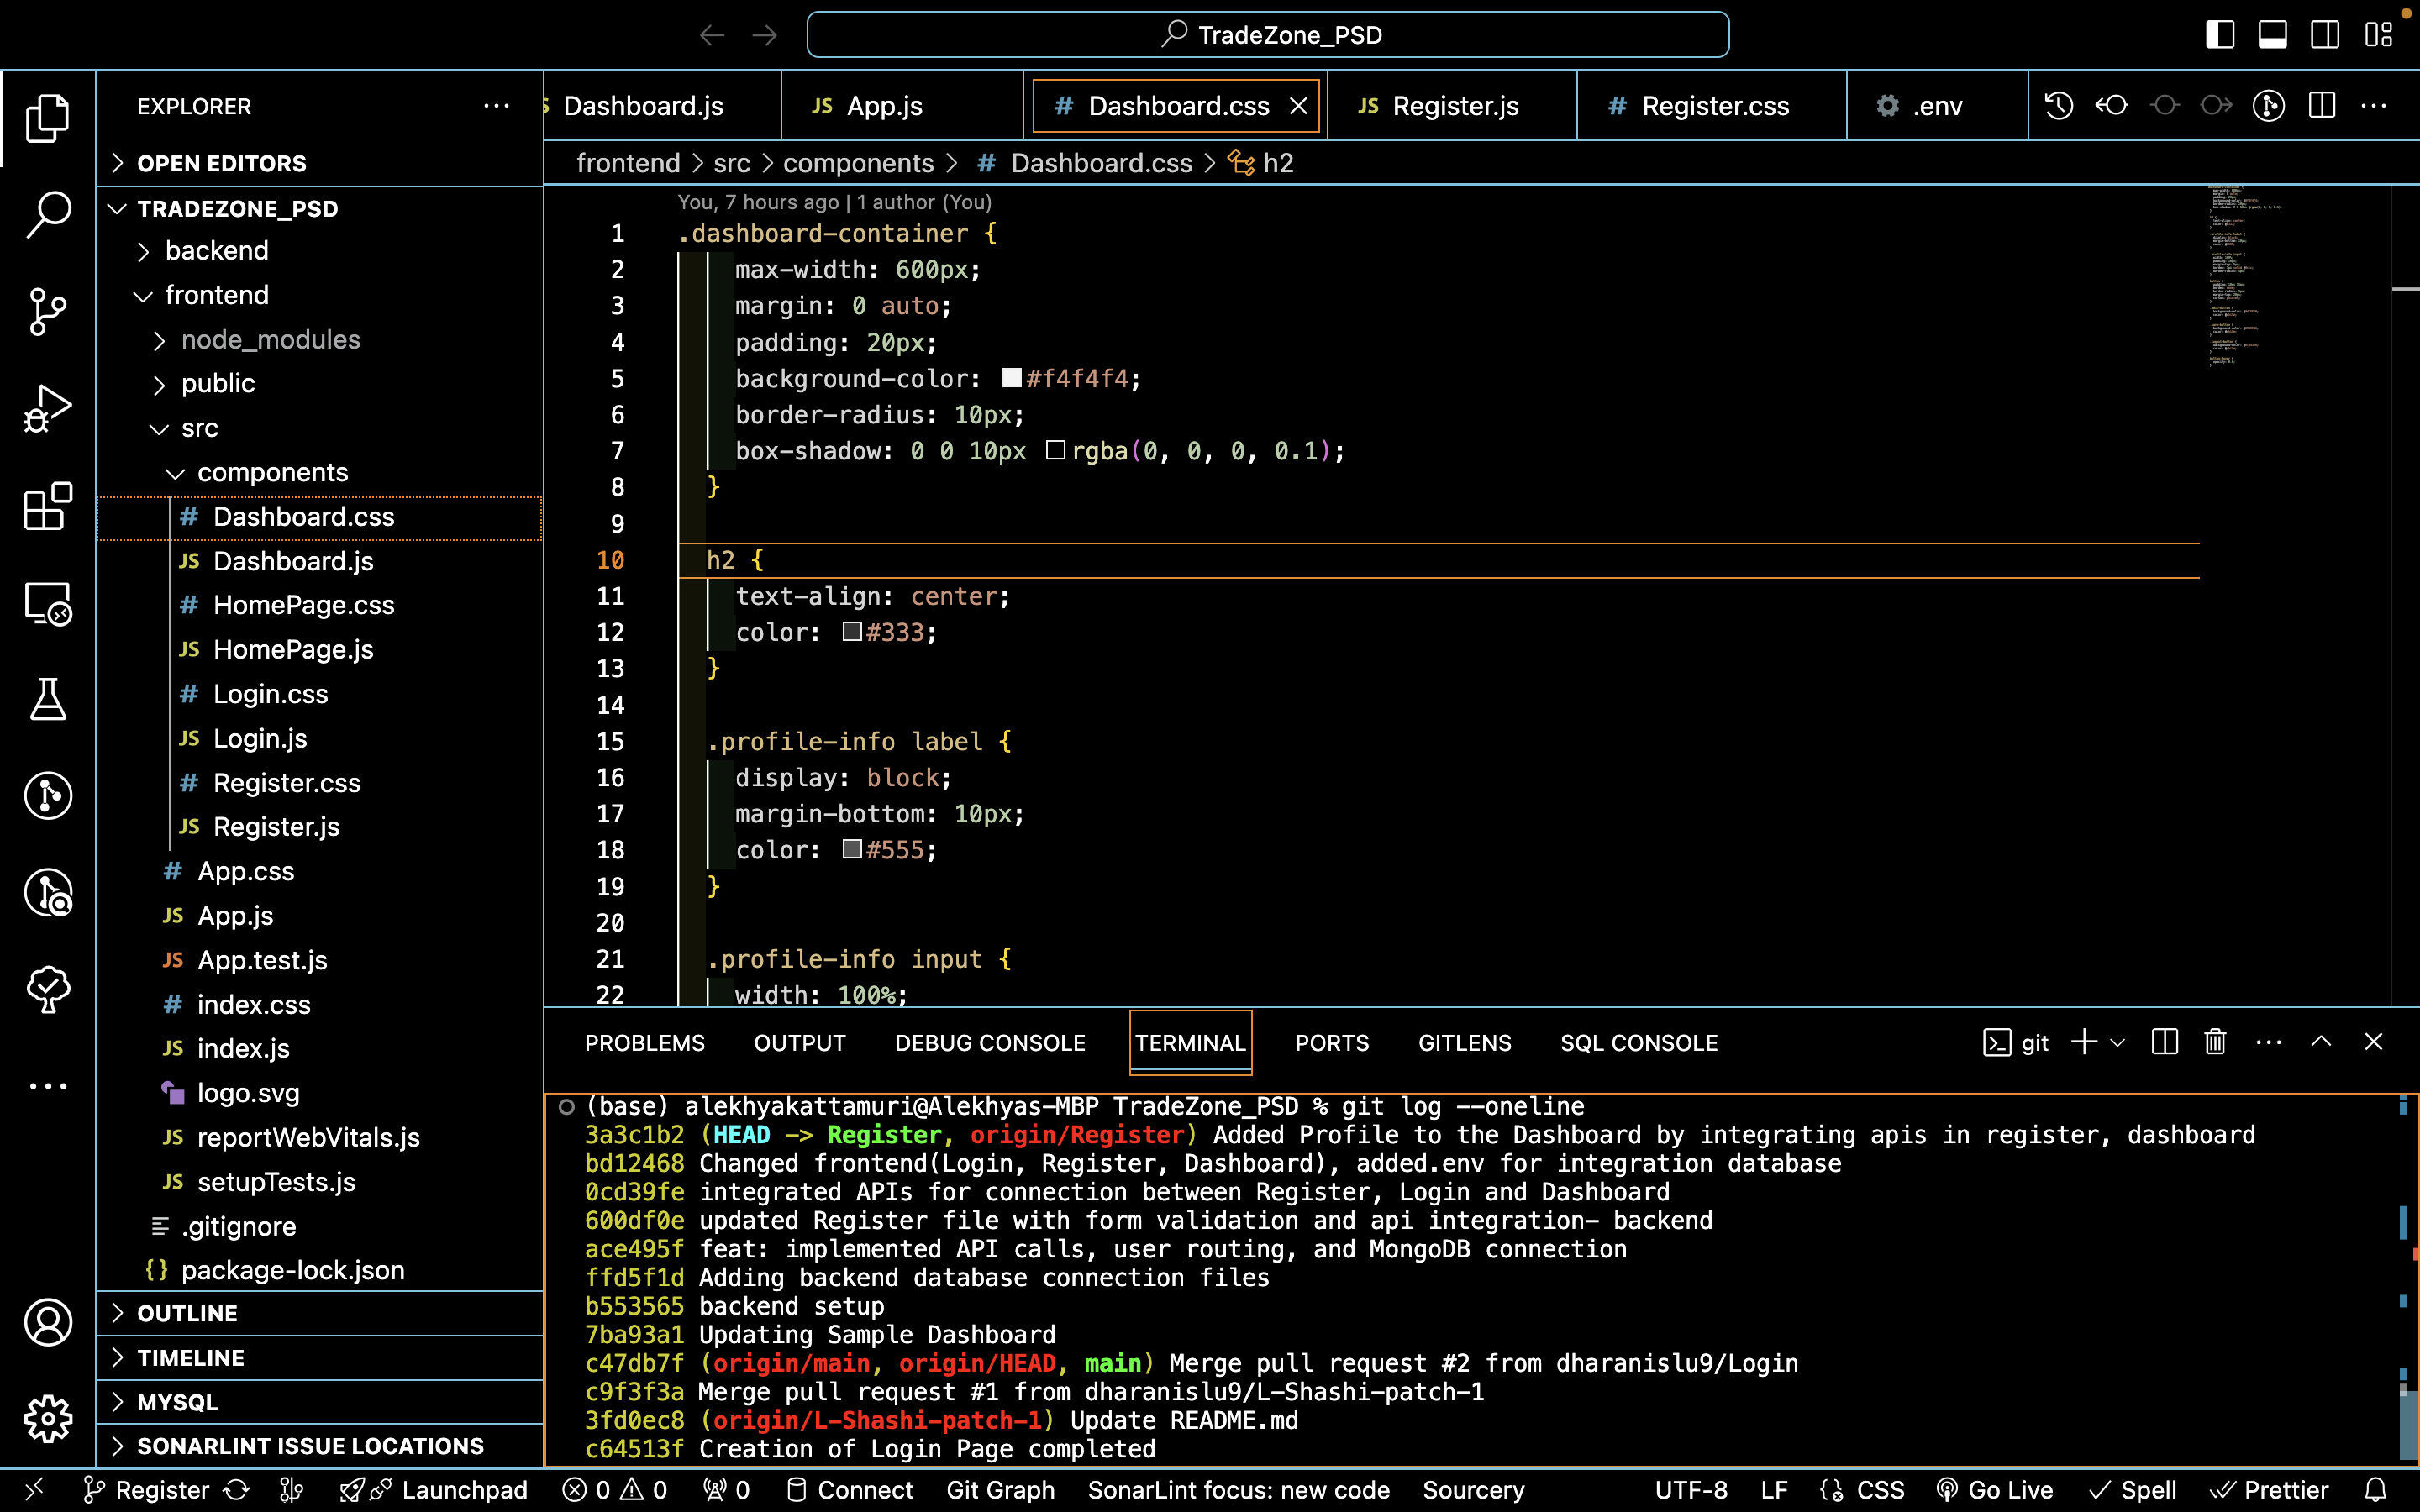 TradeZone_PSD
EXPLORER
OPEN EDITORS
TRADEZONE_PSD
backend
frontend
node_modules
public
src
components
# Dashboard.css
JS Dashboard.js
# HomePage.css
JS HomePage.js
# Login.css
JS Login.js
# Register.css
JS Register.js
# App.css
JS App.js
JS App.test.js
# index.css
JS index.js
logo.svg
JS reportWebVitals.js
JS setupTests.js
.gitignore
{} package-lock.json
OUTLINE
TIMELINE
MYSQL
SONARLINT ISSUE LOCATIONS
Dashboard.js JS App.js # Dashboard.css JS Register.js # Register.css .env
frontend > src > components > # Dashboard.css > h2
You, 7 hours ago | 1 author (You)
1 .dashboard-container {
2 max-width: 600px;
3 margin: 0 auto;
4 padding: 20px;
5 background-color: #f4f4f4;
6 border-radius: 10px;
7 box-shadow: 0 0 10px rgba(0, 0, 0, 0.1);
8 }
9
10 h2 {
11 text-align: center;
12 color: #333;
13 }
14
15 .profile-info label {
16 display: block;
17 margin-bottom: 10px;
18 color: #555;
19 }
20
21 .profile-info input {
22 width: 100%;
PROBLEMS OUTPUT DEBUG CONSOLE TERMINAL PORTS GITLENS SQL CONSOLE git
(base) alekhyakattamuri@Alekhyas-MBP TradeZone_PSD % git log --oneline
3a3c1b2 (HEAD -> Register, origin/Register) Added Profile to the Dashboard by integrating apis in register, dashboard
bd12468 Changed frontend(Login, Register, Dashboard), added.env for integration database
0cd39fe integrated APIs for connection between Register, Login and Dashboard
600df0e updated Register file with form validation and api integration- backend
ace495f feat: implemented API calls, user routing, and MongoDB connection
ffd5f1d Adding backend database connection files
b553565 backend setup
7ba93a1 Updating Sample Dashboard
c47db7f (origin/main, origin/HEAD, main) Merge pull request #2 from dharanislu9/Login
c9f3f3a Merge pull request #1 from dharanislu9/L-Shashi-patch-1
3fd0ec8 (origin/L-Shashi-patch-1) Update README.md
c64513f Creation of Login Page completed
Register Launchpad 0 0 0 Connect Git Graph SonarLint focus: new code Sourcery UTF-8 LF CSS Go Live Spell Prettier